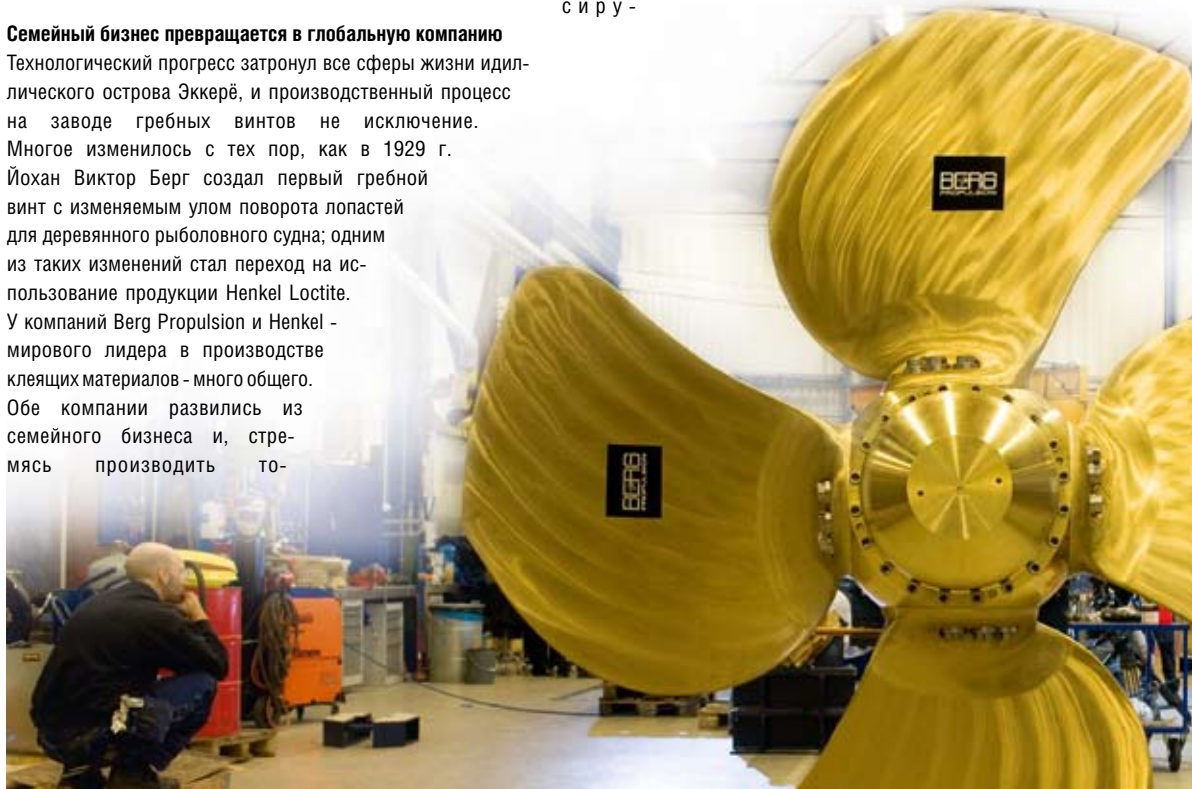 сиру-
Семейный бизнес превращается в глобальную компанию
Технологический прогресс затронул все сферы жизни идил-
лического острова Эккерё, и производственный процесс
на заводе гребных винтов не исключение.
Многое изменилось с тех пор, как в 1929 г.
Йохан Виктор Берг создал первый гребной
винт с изменяемым улом поворота лопастей
для деревянного рыболовного судна; одним
из таких изменений стал переход на ис-
пользование продукции Henkel Loctite.
У компаний Berg Propulsion и Henkel -
мирового лидера в производстве
клеящих материалов - много общего.
Обе компании развились из
семейного бизнеса и, стре-
мясь производить то-
BERG
PROPULSION
BERG
PROPULSION